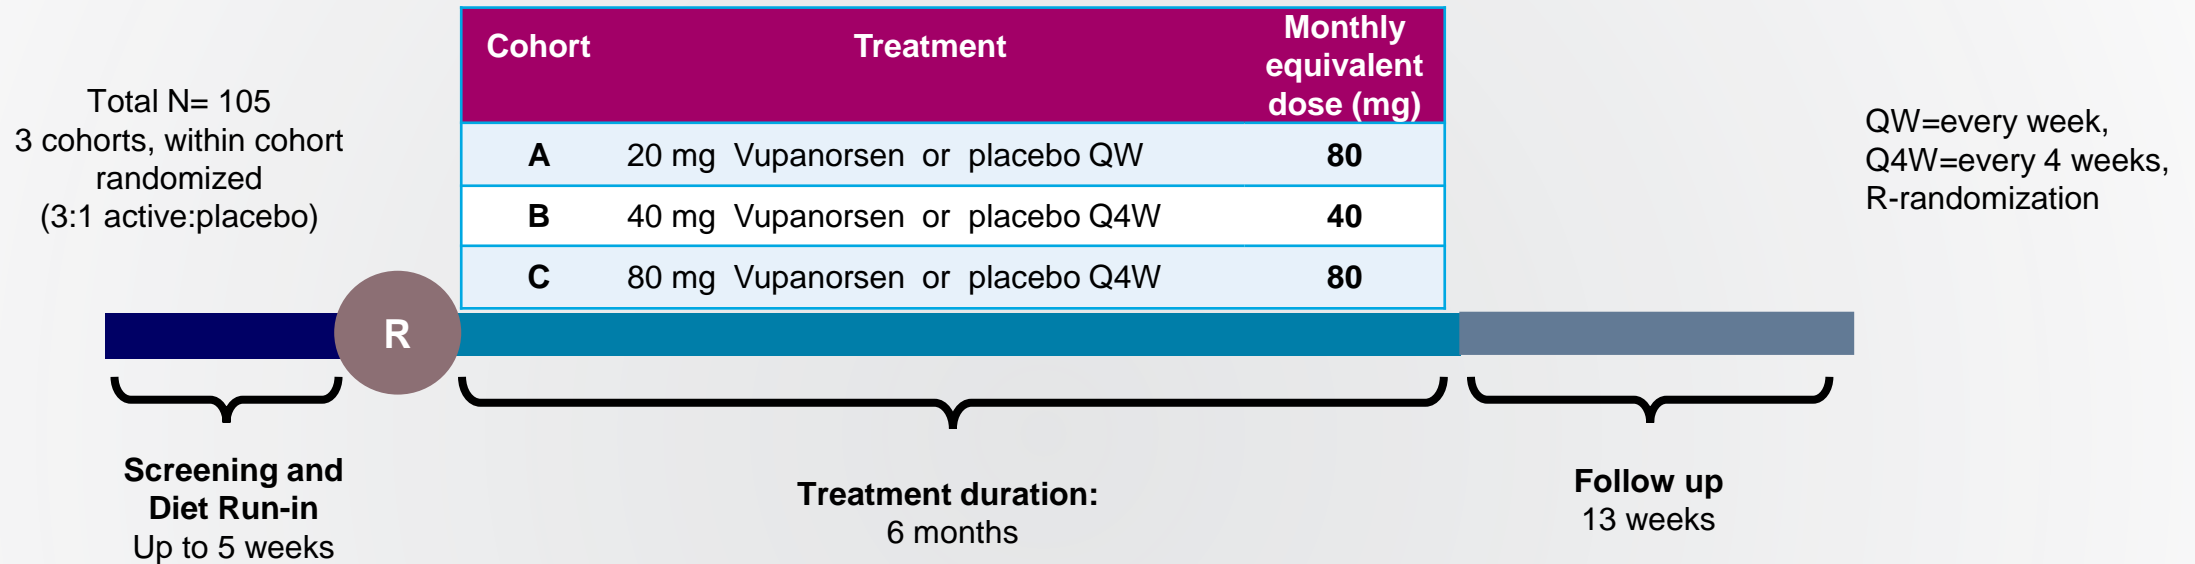 Total N= 105
3 cohorts, within cohort
randomized
(3:1 active:placebo)
Cohort Treatment Monthly
equivalent
dose (mg)
A 20 mg Vupanorsen or placebo QW 80
B 40 mg Vupanorsen or placebo Q4W 40
C 80 mg Vupanorsen or placebo Q4W 80
QW=every week,
Q4W=every 4 weeks,
R-randomization
R
Screening and
Diet Run-in
Up to 5 weeks
Treatment duration:
6 months
Follow up
13 weeks